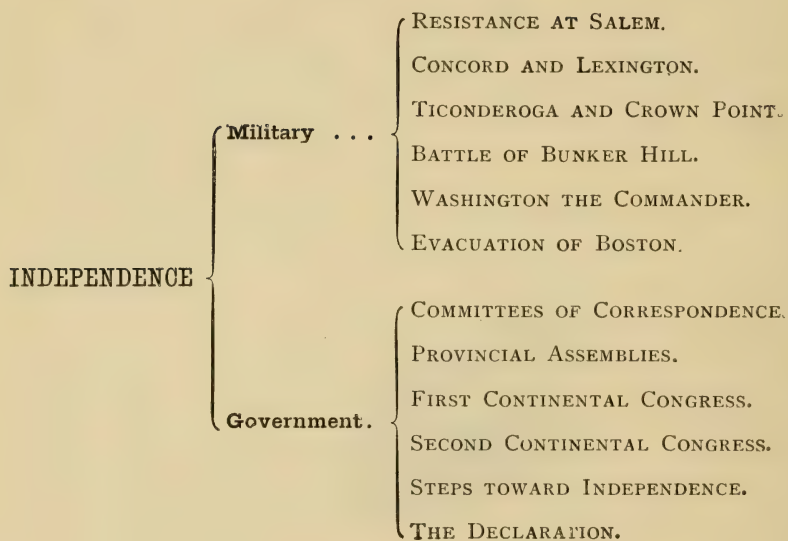 RESISTANCE AT SALEM.
CONCORD AND LEXINGTON.
TICONDEROGA AND CROWN POINT.
Military . . .
BATTLE OF BUNKER HILL.
WASHINGTON THE COMMANDER.
EVACUATION OF BOSTON.
INDEPENDENCE
COMMITTEES OF CORRESPONDENCE.
PROVINCIAL ASSEMBLIES.
FIRST CONTINENTAL CONGRESS.
Government.
SECOND CONTINENTAL CONGRESS.
STEPS TOWARD INDEPENDENCE.
THE DECLARATION.